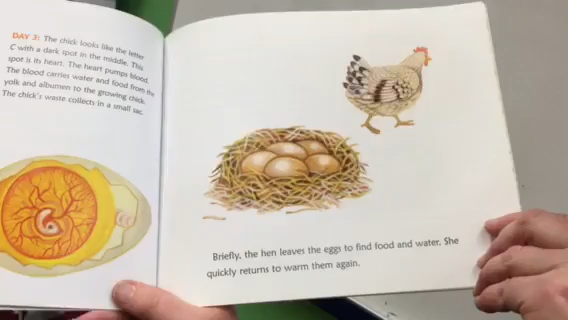 DAY 3: The chick looks like the letter
C with a dark spot in the middle. This
spot is its heart. The heart pumps blood.
The blood carries water and food from the
yolk and albumen to the growing chick.
The chick's waste collects in a small sac.
Briefly, the hen leaves the eggs to find food and water. She
quickly returns to warm them again.